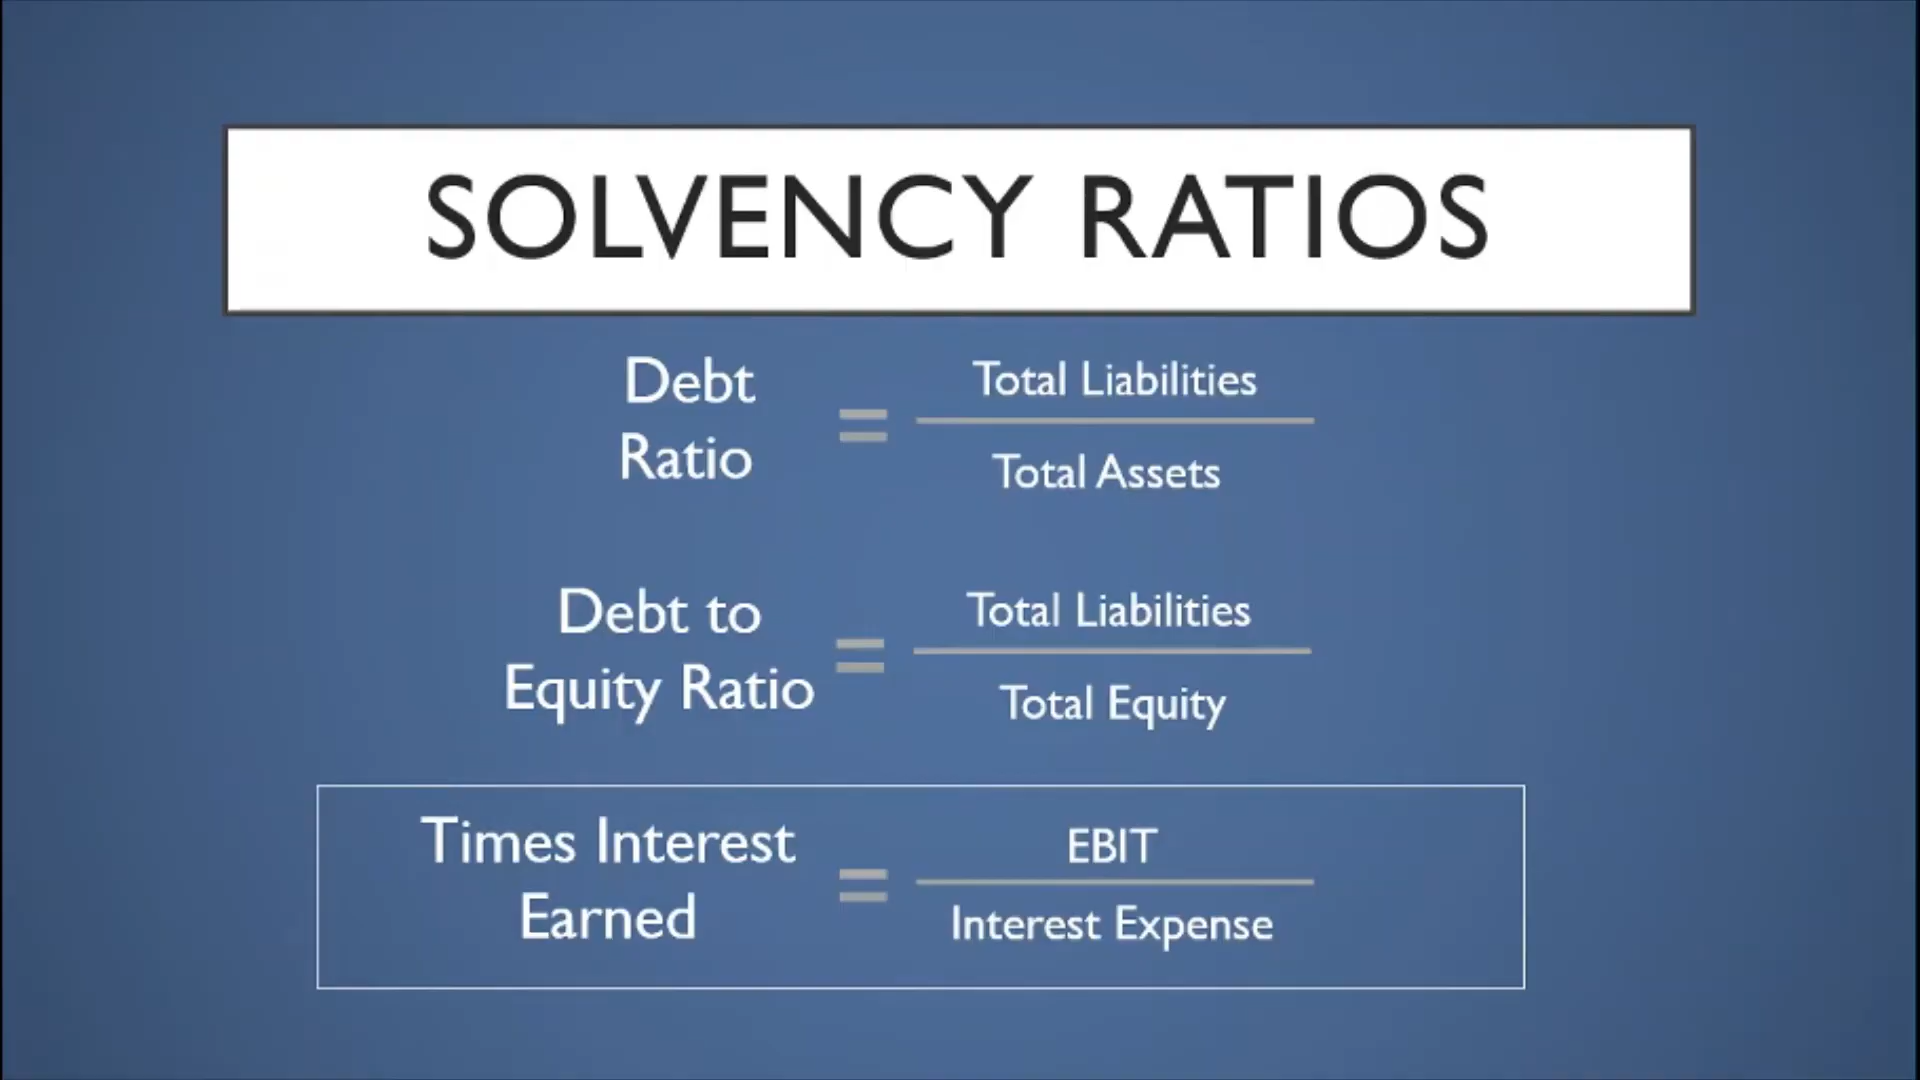 SOLVENCY RATIOS
Debt
Ratio
=
Total Liabilities
Total Assets
Debt to
Equity Ratio
=
Total Liabilities
Total Equity
Times Interest
Earned
=
EBIT
Interest Expense